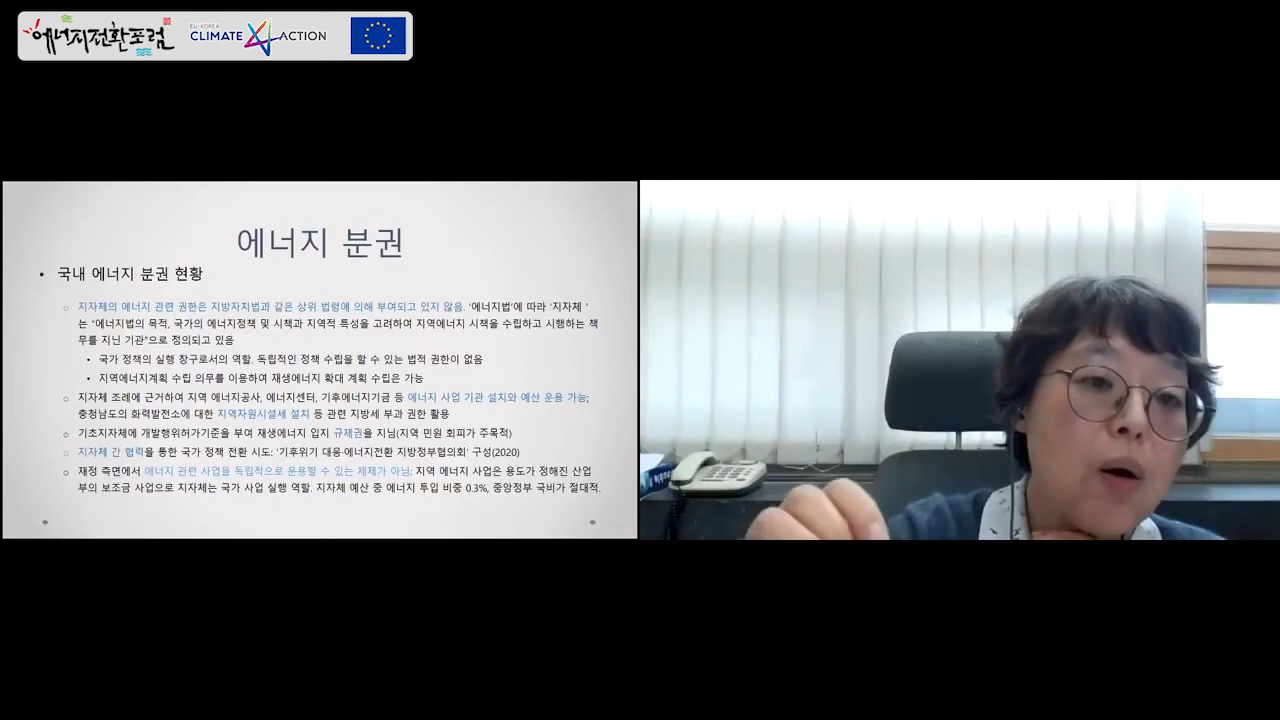 에너지전환포럼
EU-KOREA
CLIMATE ACTION
에너지 분권
• 국내 에너지 분권 현황
○ 지자체의 에너지 관련 권한은 지방자치법과 같은 상위 법령에 의해 부여되고 있지 않음. '에너지법'에 따라 '지자체 '
는 "에너지법의 목적, 국가의 에너지정책 및 시책과 지역적 특성을 고려하여 지역에너지 시책을 수립하고 시행하는 책
무를 지닌 기관"으로 정의되고 있음
• 국가 정책의 실행 창구로서의 역할. 독립적인 정책 수립을 할 수 있는 법적 권한이 없음
• 지역에너지계획 수립 의무를 이용하여 재생에너지 확대 계획 수립은 가능
○ 지자체 조례에 근거하여 지역 에너지공사, 에너지센터, 기후에너지기금 등 에너지 사업 기관 설치와 예산 운용 가능;
충청남도의 화력발전소에 대한 지역자원시설세 설치 등 관련 지방세 부과 권한 활용
○ 기초지자체에 개발행위허가기준을 부여 재생에너지 입지 규제권을 지님(지역 민원 회피가 주목적)
○ 지자체 간 협력을 통한 국가 정책 전환 시도: '기후위기 대응·에너지전환 지방정부협의회' 구성(2020)
○ 재정 측면에서 에너지 관련 사업을 독립적으로 운용할 수 있는 체제가 아님; 지역 에너지 사업은 용도가 정해진 산업
부의 보조금 사업으로 지자체는 국가 사업 실행 역할. 지자체 예산 중 에너지 투입 비중 0.3%, 중앙정부 국비가 절대적.